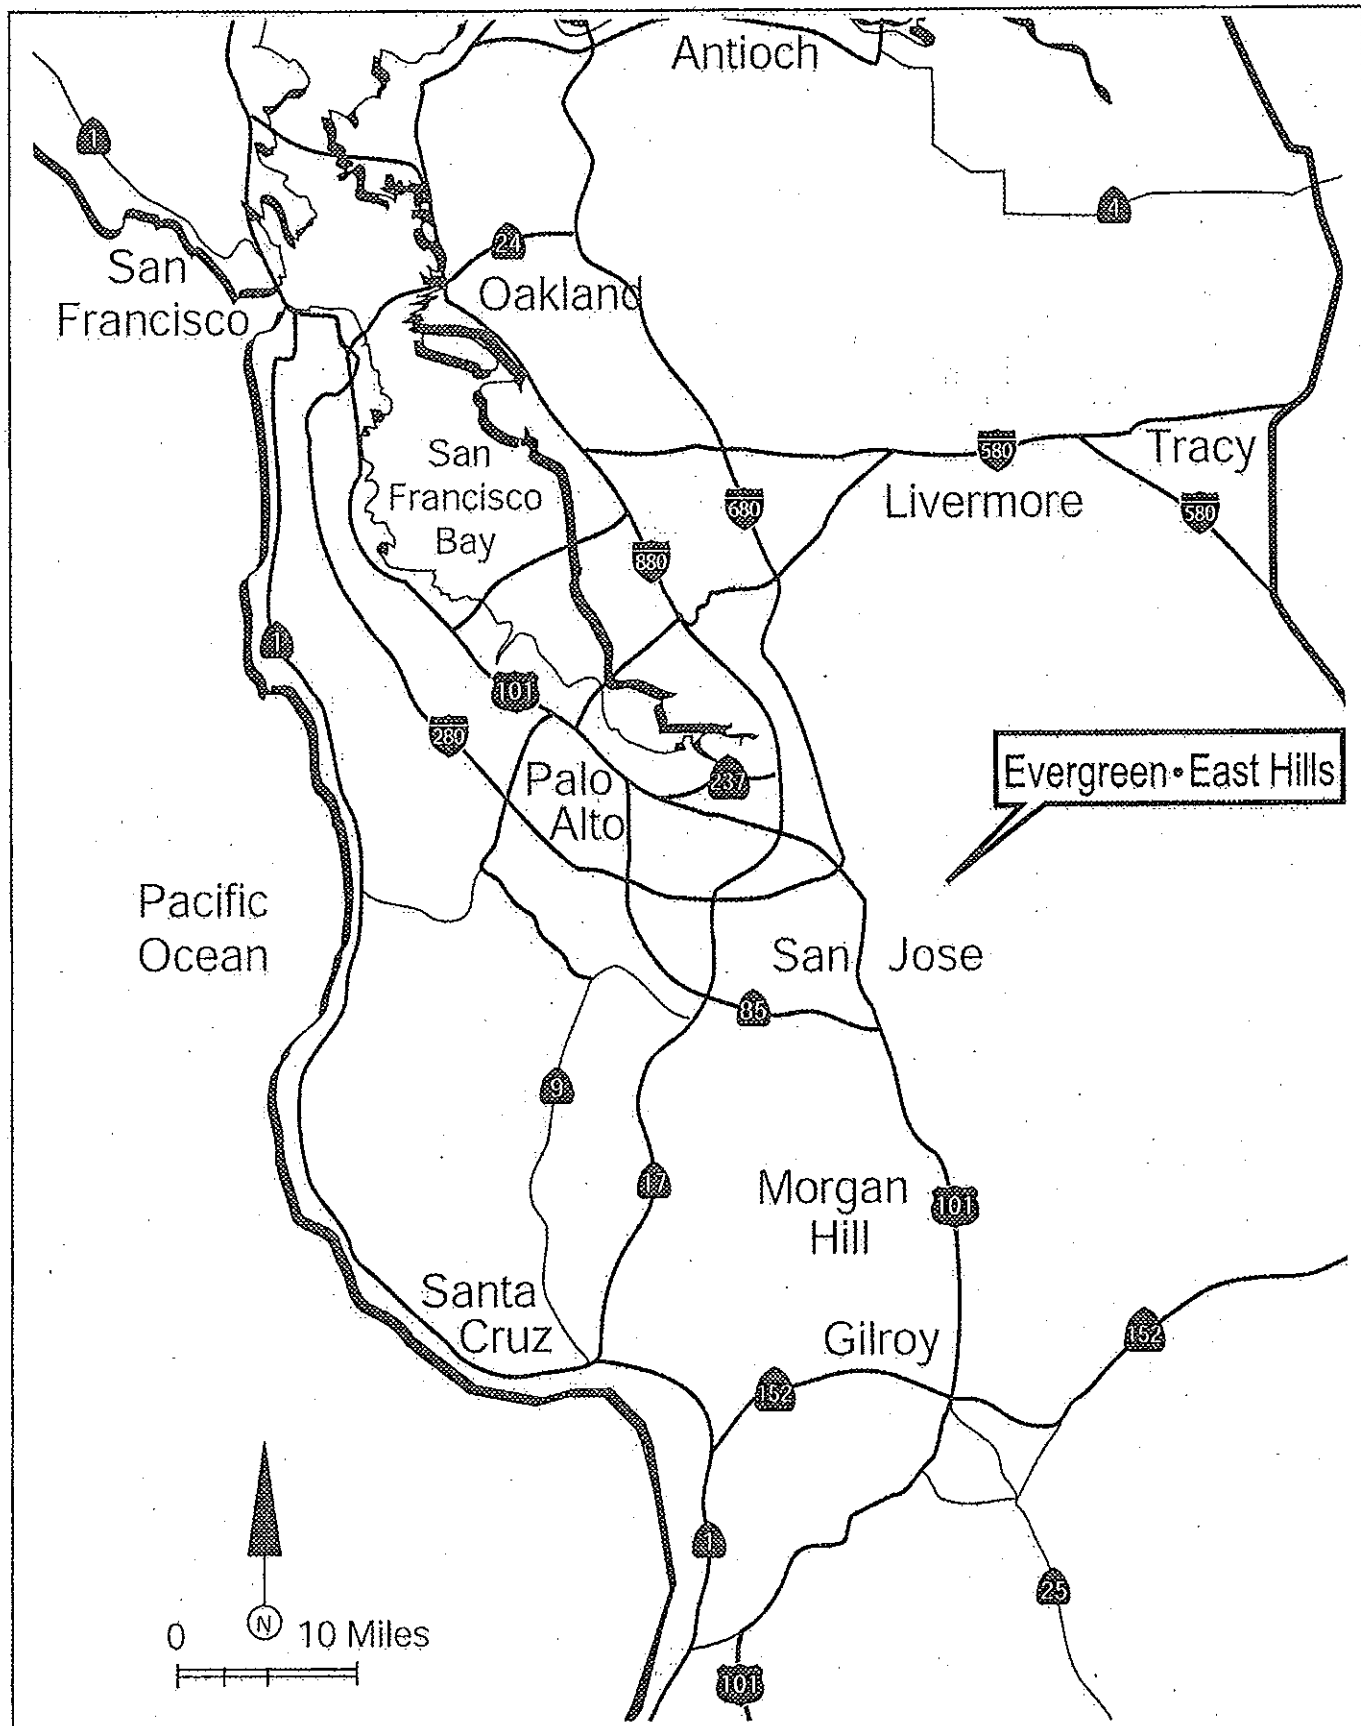 Antioch
1
4
24
San
Francisco
Oakland
580
Tracy
San
Francisco
Bay
680
Livermore
580
880
1
101
280
Evergreen•East Hills
Palo
Alto
237
Pacific
Ocean
San Jose
85
9
17
Morgan
Hill
101
Santa
Cruz
Gilroy
152
152
1
25
N
0 10 Miles
101